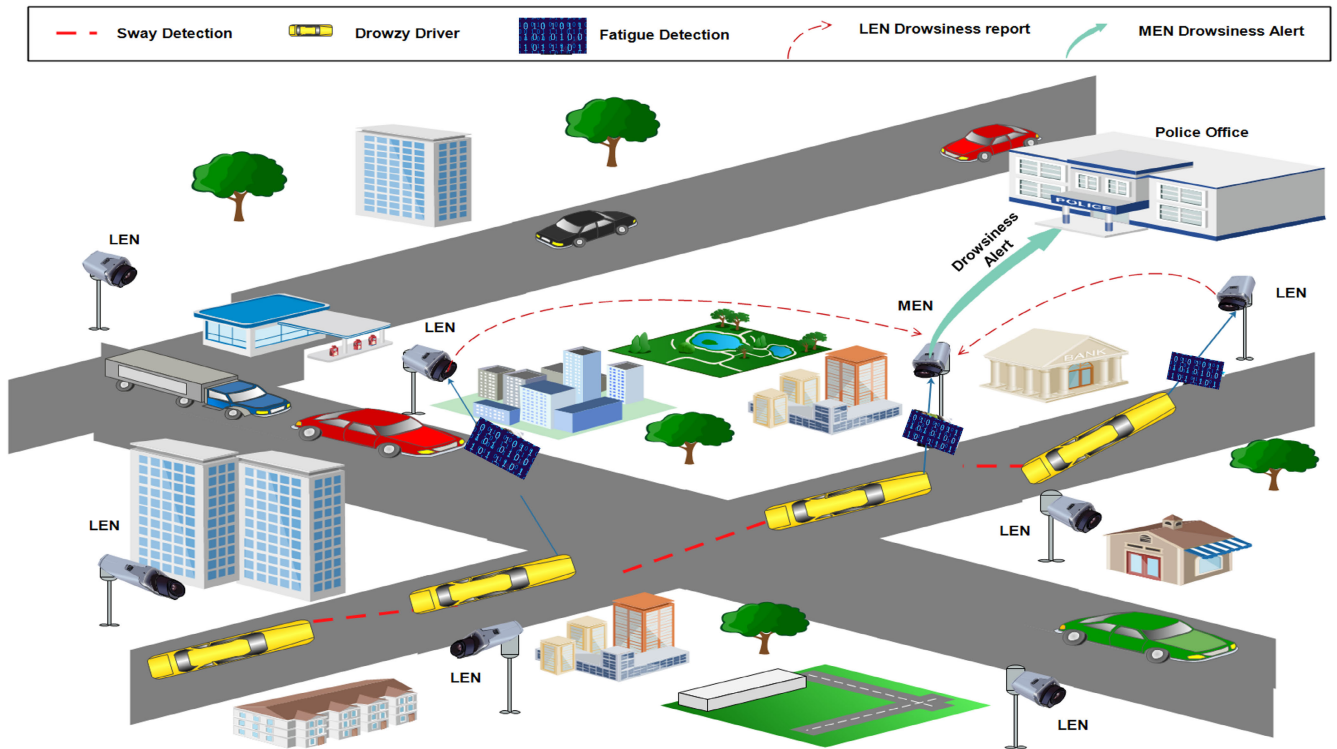 Sway Detection
Drowzy Driver
Fatigue Detection
LEN Drowsiness report
MEN Drowsiness Alert
Police Office
POLICE
LEN
Drowsiness
Alert
LEN
MEN
LEN
BANK
LEN
LEN
LEN
LEN